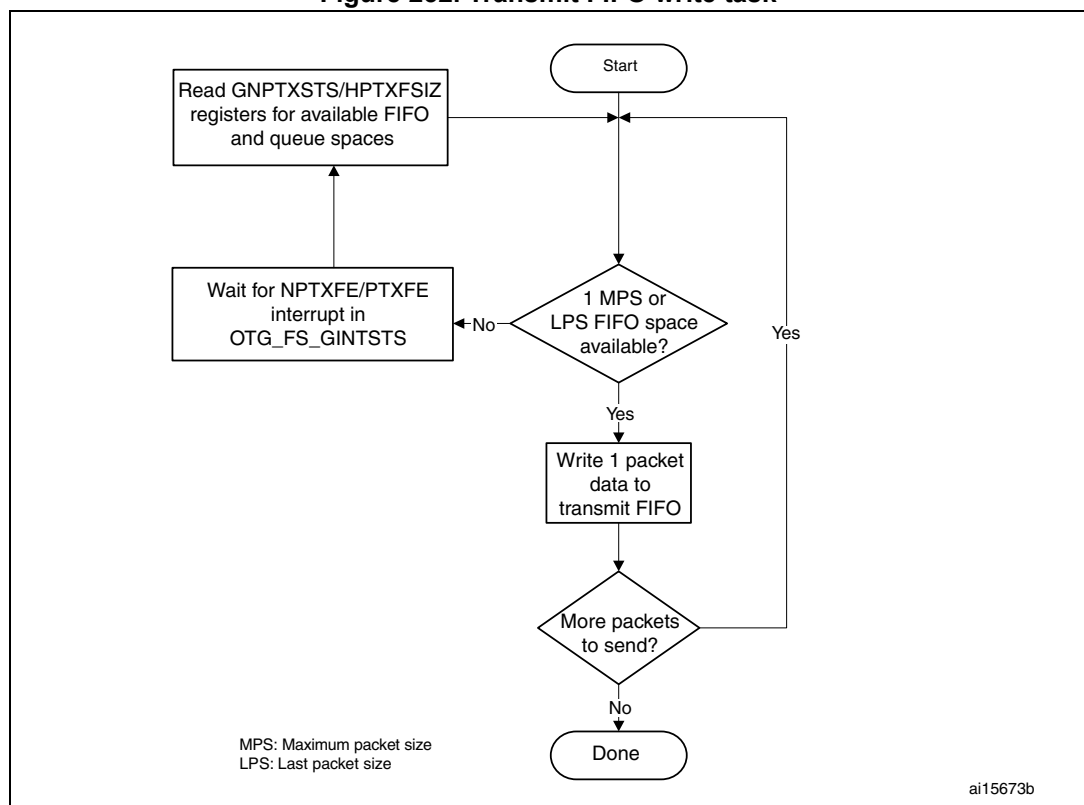 Figure 262. Transmit FIFO write task
Start
Read GNPTXSTS/HPTXFSIZ
registers for available FIFO
and queue spaces
Wait for NPTXFE/PTXFE
interrupt in
OTG_FS_GINTSTS
No
1 MPS or
LPS FIFO space
available?
Yes
Yes
Write 1 packet
data to
transmit FIFO
More packets
to send?
No
MPS: Maximum packet size
LPS: Last packet size
Done
ai15673b